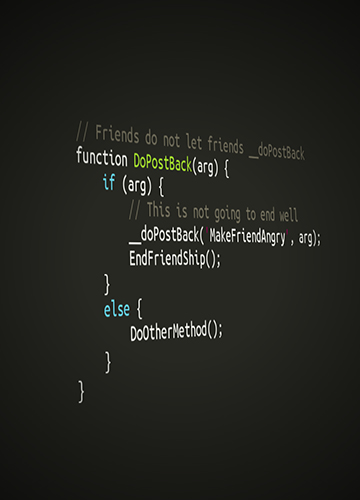 // Friends do not let friends __doPostBack
function DoPostBack(arg) {
if (arg) {
// This is not going to end well
__doPostBack('MakeFriendAngry', arg);
EndFriendShip();
}
else {
DoOtherMethod();
}
}